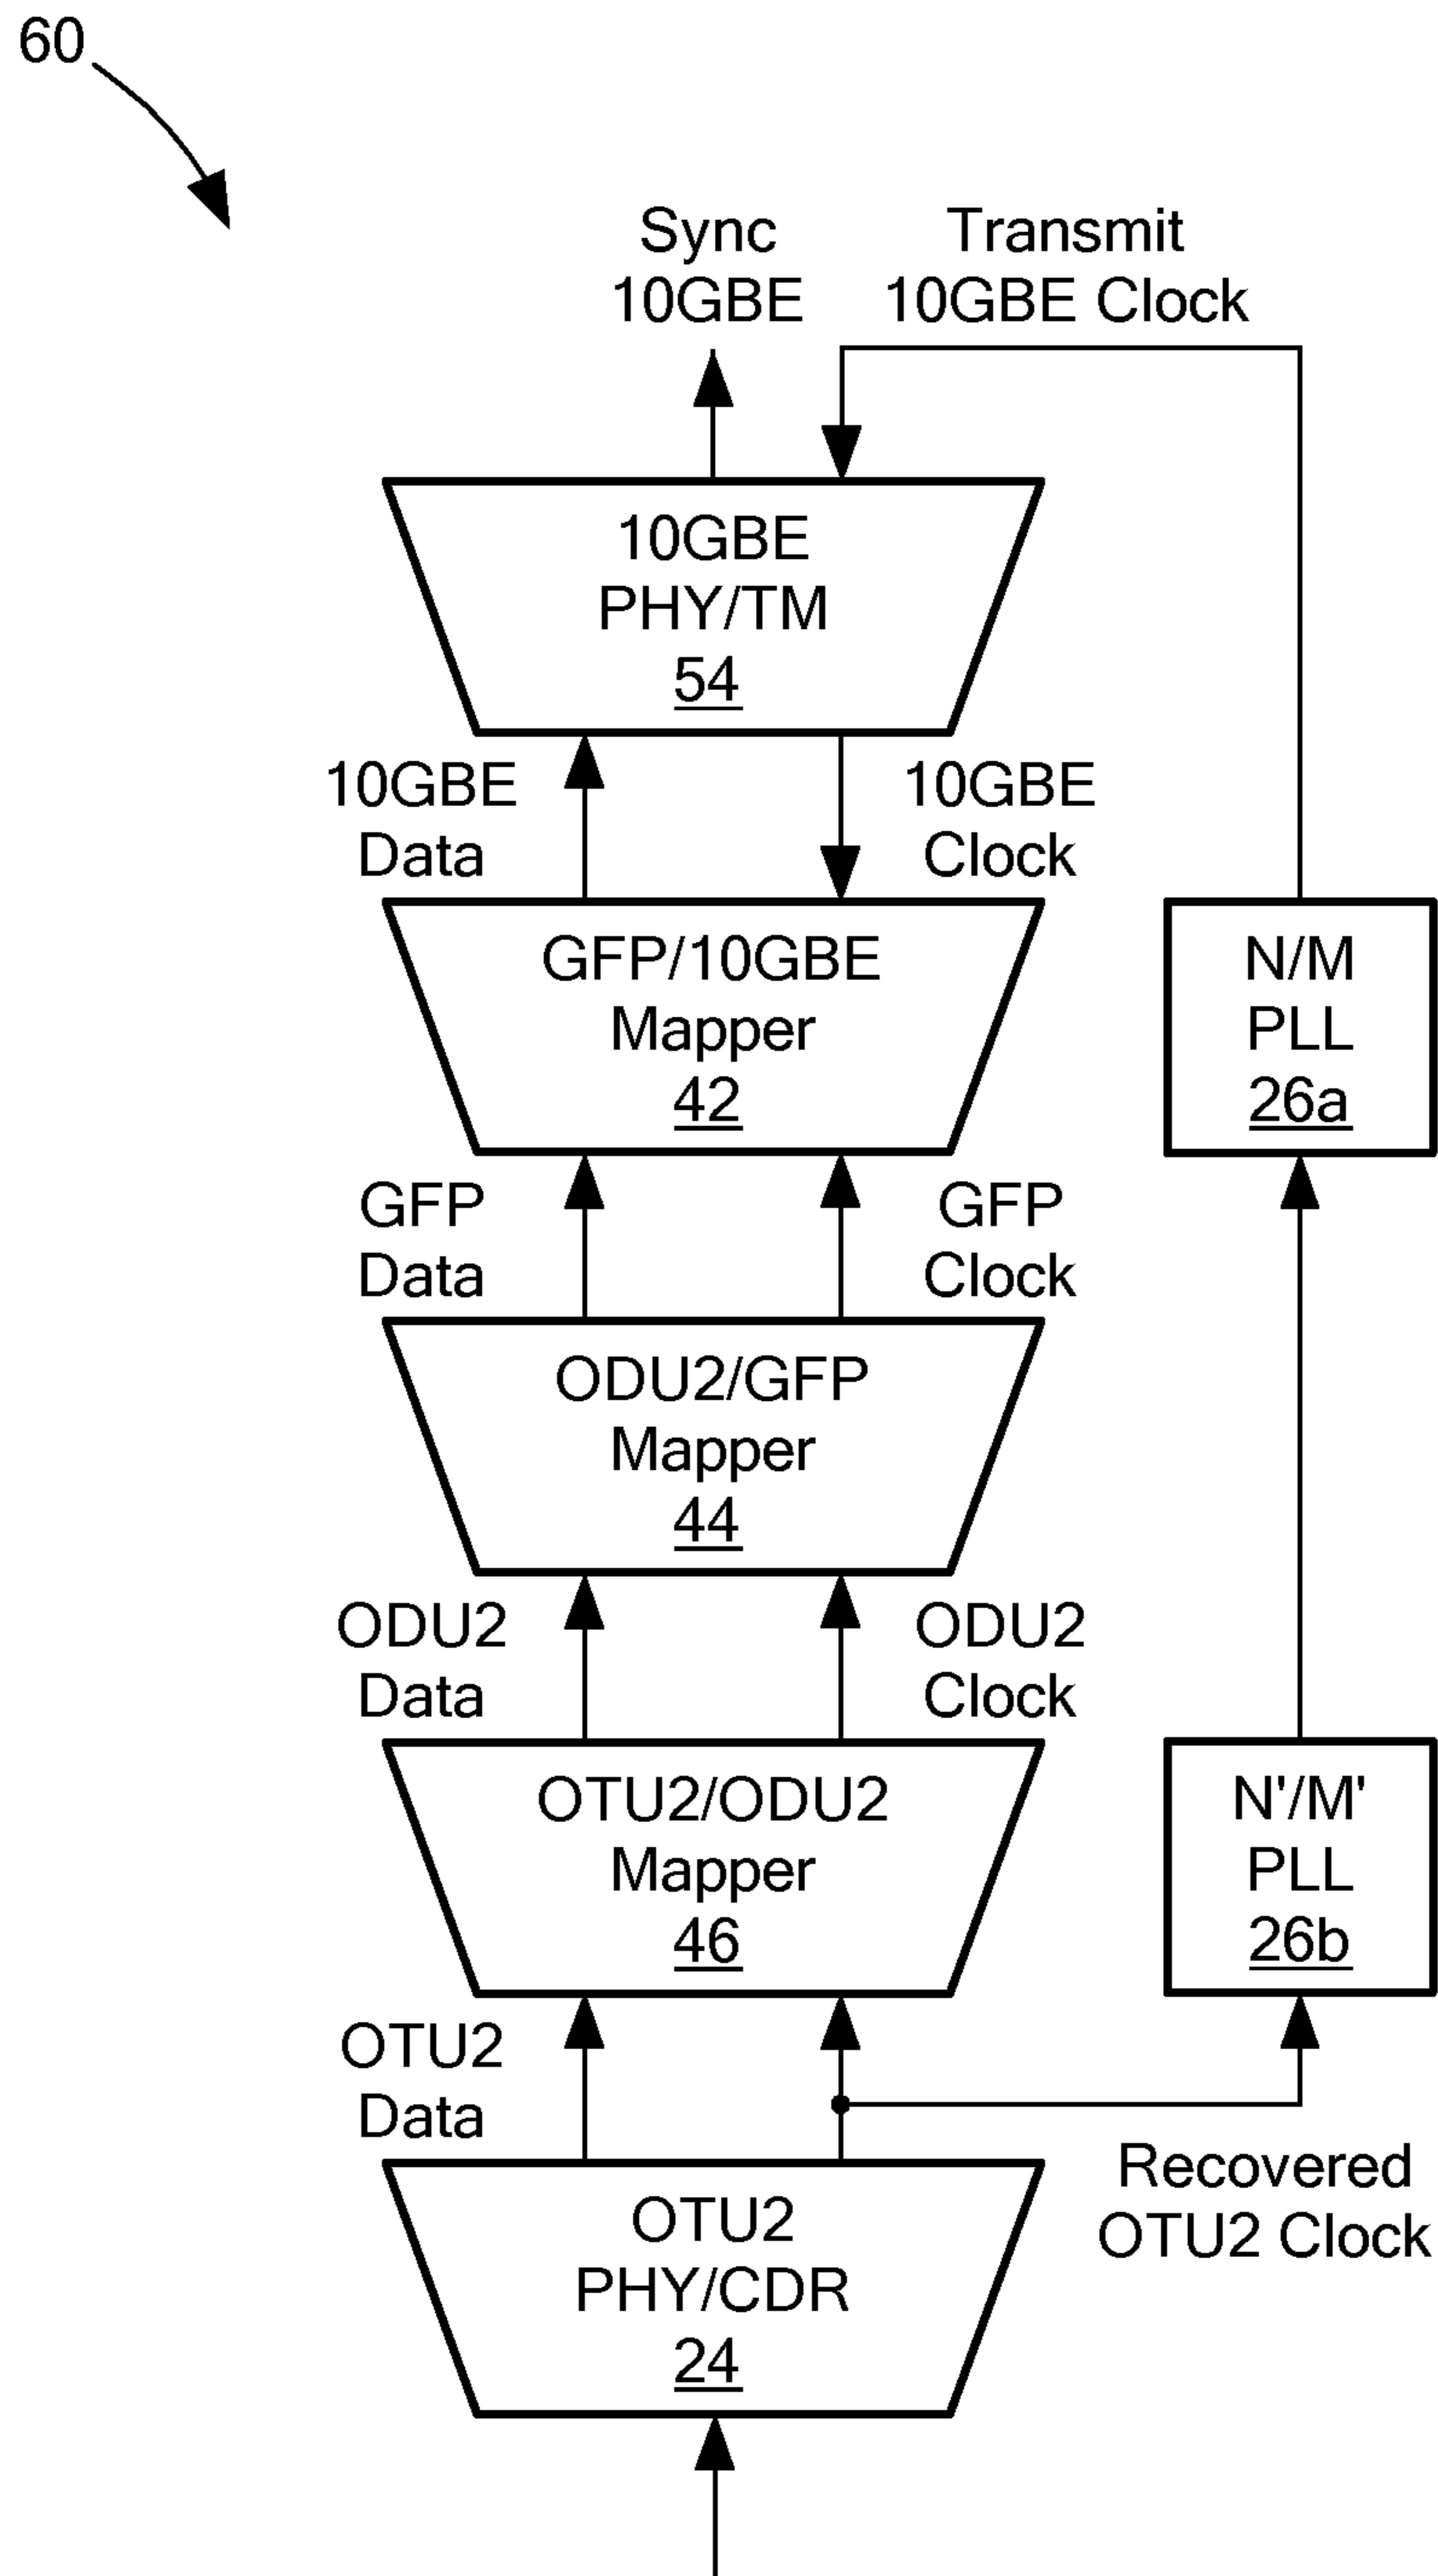 60
Sync
10GBE
Transmit
10GBE Clock
10GBE
PHY/TM
54
10GBE
Data
10GBE
Clock
GFP/10GBE
Mapper
42
N/M
PLL
26a
GFP
Data
GFP
Clock
ODU2/GFP
Mapper
44
ODU2
Data
ODU2
Clock
OTU2/ODU2
Mapper
46
N'/M'
PLL
26b
OTU2
Data
Recovered
OTU2 Clock
OTU2
PHY/CDR
24